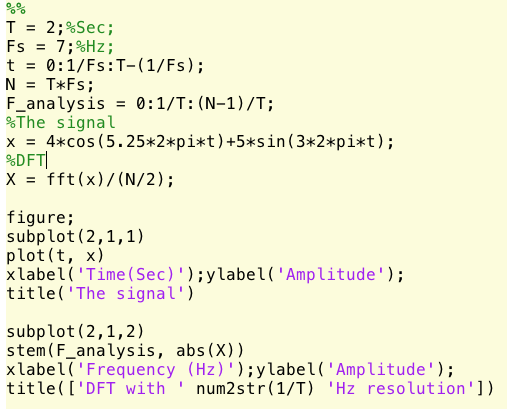 %%
T = 2;%Sec;
Fs = 7;%Hz;
t = 0:1/Fs:T-(1/Fs);
N = T*Fs;
F_analysis = 0:1/T:(N-1)/T;
%The signal
x = 4*cos(5.25*2*pi*t)+5*sin(3*2*pi*t);
%DFT
X = fft(x)/(N/2);
figure;
subplot(2,1,1)
plot(t, x)
xlabel('Time(Sec)');ylabel('Amplitude');
title('The signal')
subplot(2,1,2)
stem(F_analysis, abs(X))
xlabel('Frequency (Hz)');ylabel('Amplitude');
title(['DFT with ' num2str(1/T) 'Hz resolution'])